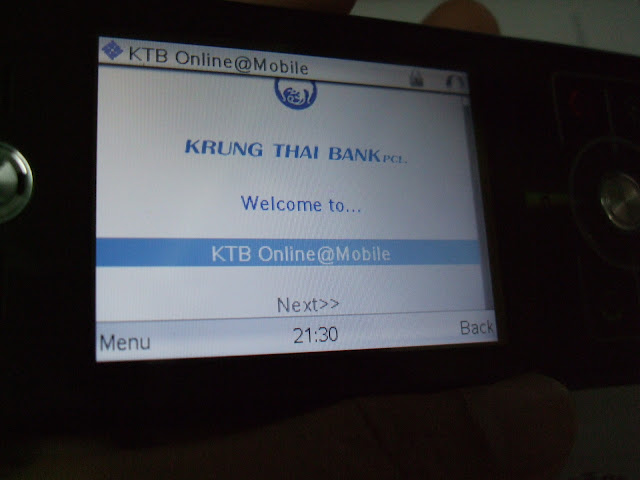 KTB Online@Mobile
KRUNG THAI BANK PCL.
Welcome to...
KTB Online@Mobile
Next>>
Menu 21:30 Back